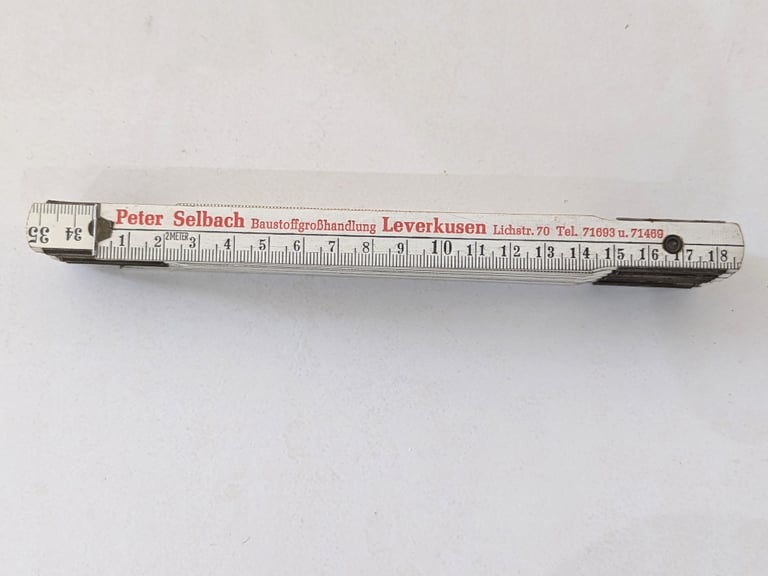 Peter Selbach Baustoffgroßhandlung Leverkusen Lichstr. 70 Tel. 71693 u. 71469
35 34 1 2 2 METER 3 4 5 6 7 8 9 10 11 12 13 14 15 16 17 18